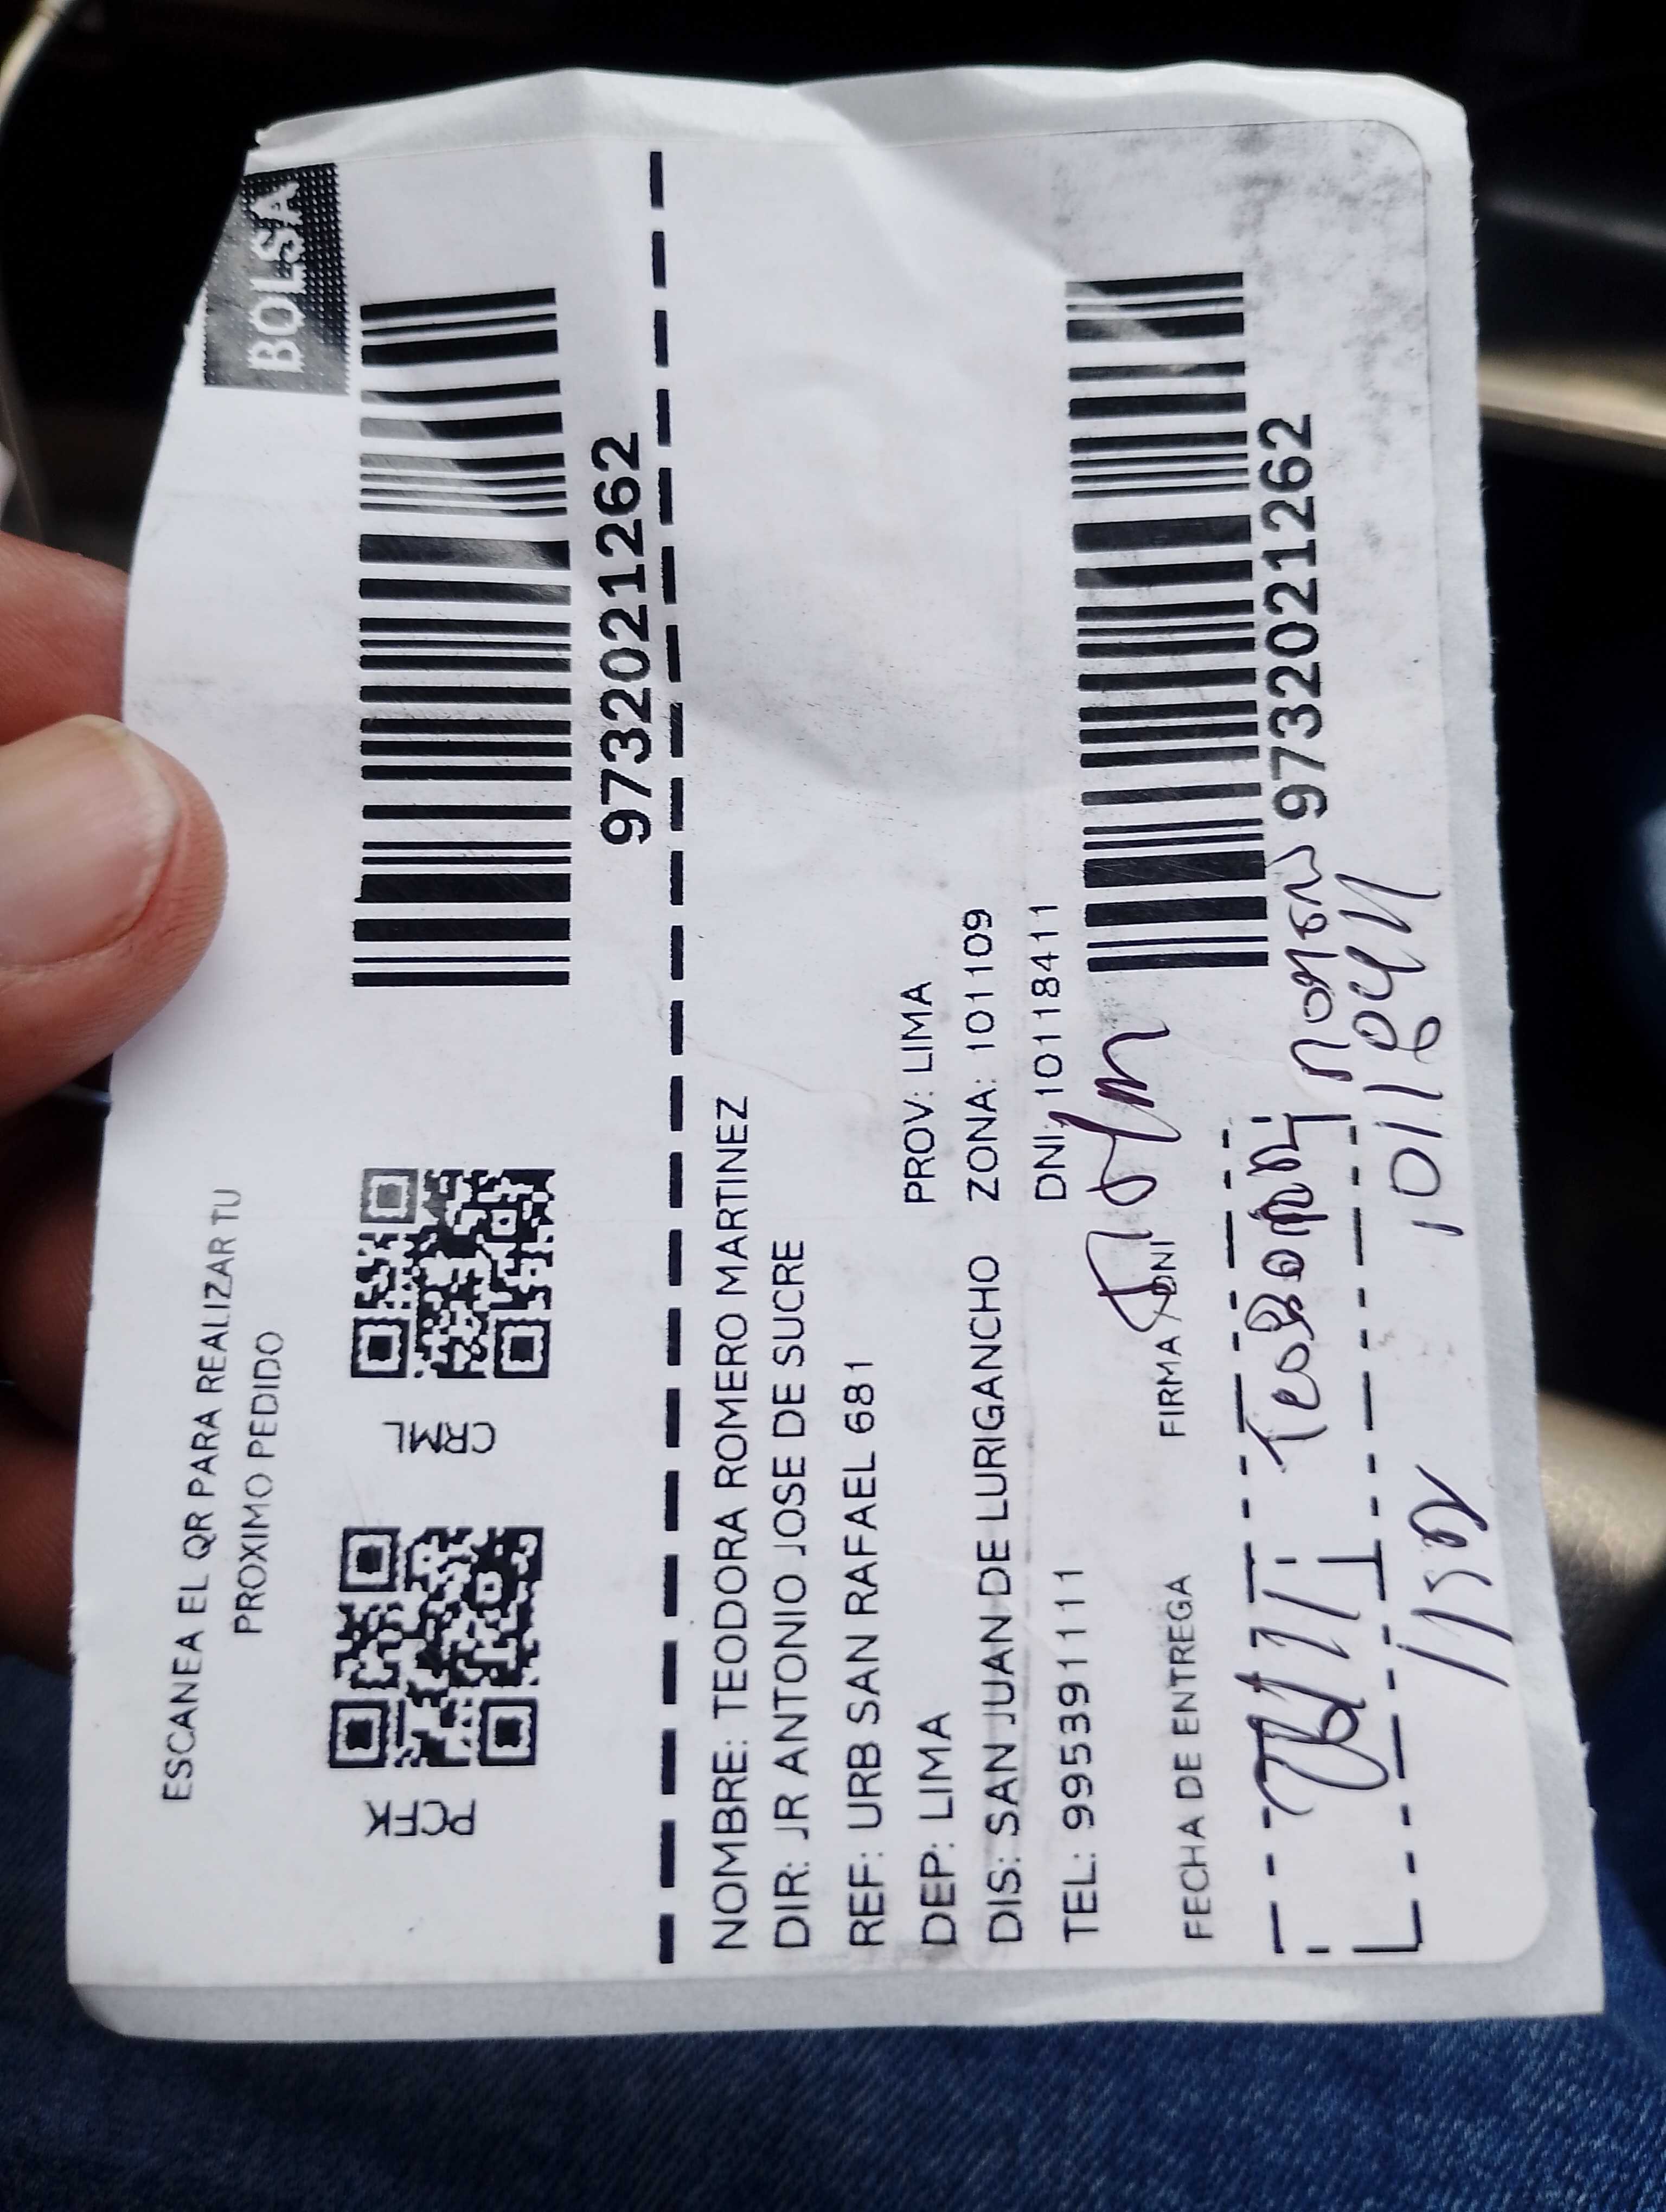 BOLSA
ESCANEA EL QR PARA REALIZAR TU
PROXIMO PEDIDO
PCFK
CRML
9732021262
NOMBRE: TEODORA ROMERO MARTINEZ
DIR: JR ANTONIO JOSE DE SUCRE
REF: URB SAN RAFAEL 681
DEP: LIMA PROV: LIMA
DIS: SAN JUAN DE LURIGANCHO ZONA: 101109
TEL: 995391111 DNI: 10118411
FECHA DE ENTREGA FIRMA / DNI
9732021262
Teodora